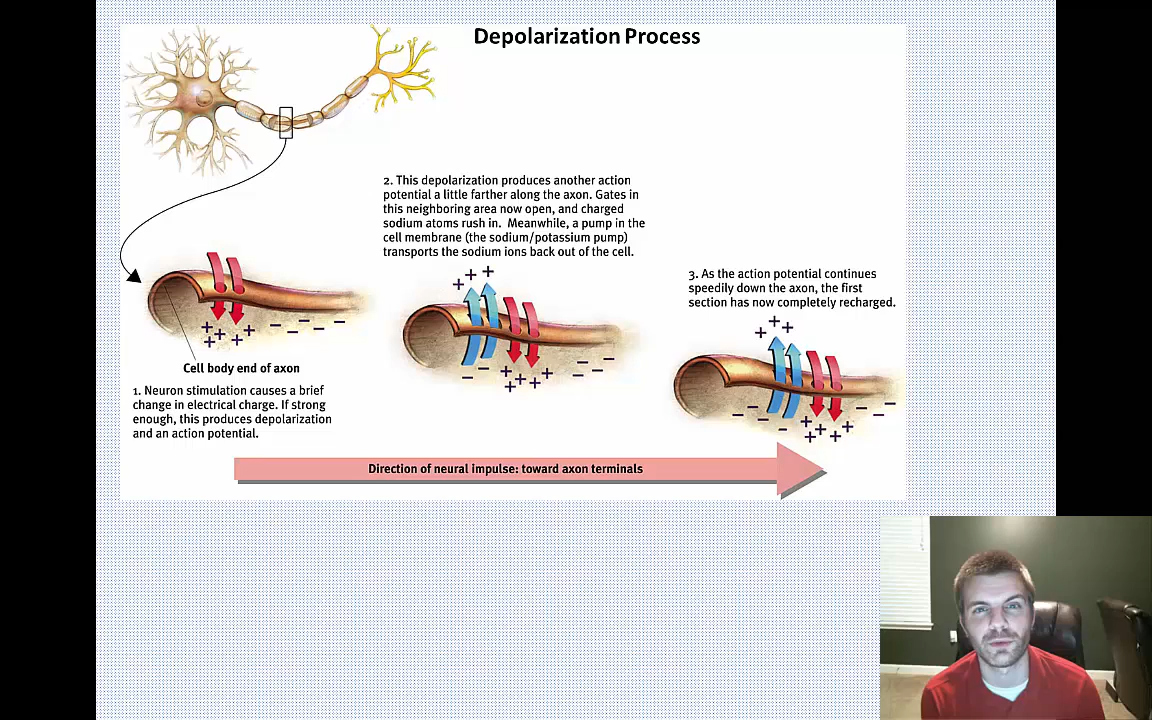 Depolarization Process
2. This depolarization produces another action
potential a little farther along the axon. Gates in
this neighboring area now open, and charged
sodium atoms rush in.  Meanwhile, a pump in the
cell membrane (the sodium/potassium pump)
transports the sodium ions back out of the cell.
3. As the action potential continues
speedily down the axon, the first
section has now completely recharged.
Cell body end of axon
1. Neuron stimulation causes a brief
change in electrical charge. If strong
enough, this produces depolarization
and an action potential.
Direction of neural impulse: toward axon terminals